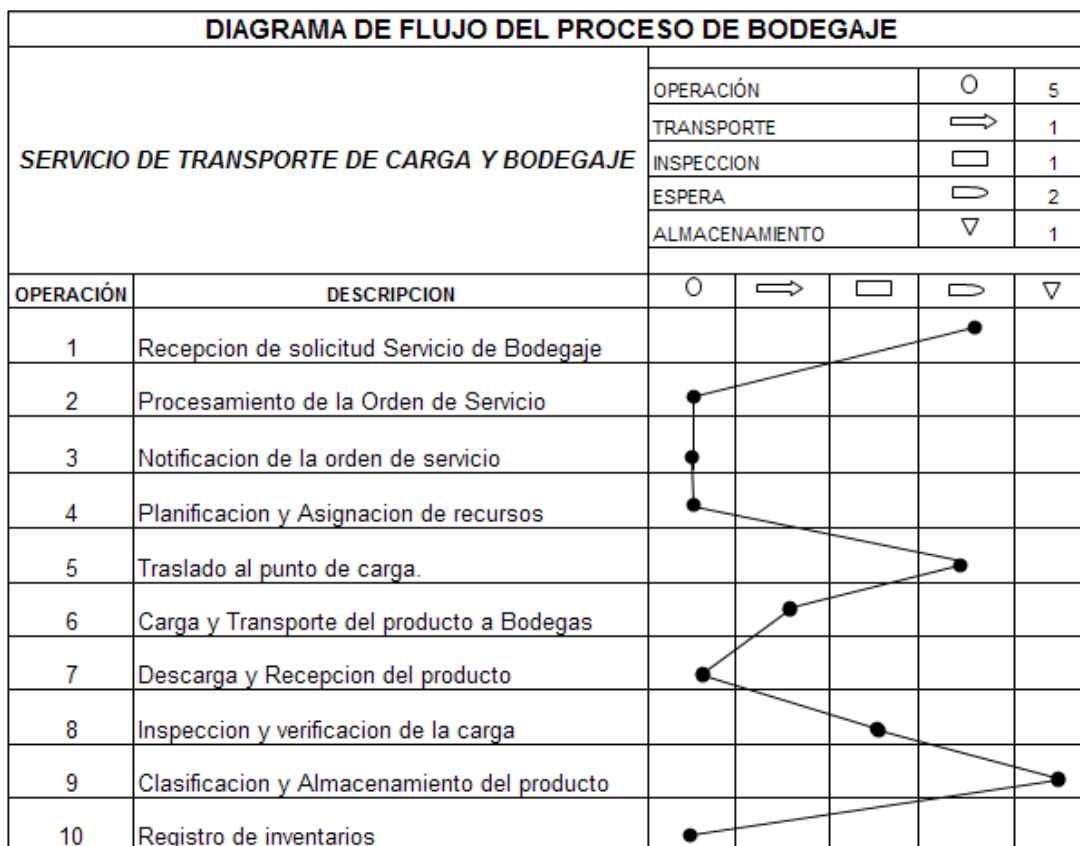 DIAGRAMA DE FLUJO DEL PROCESO DE BODEGAJE
SERVICIO DE TRANSPORTE DE CARGA Y BODEGAJE
OPERACIÓN 5
TRANSPORTE 1
INSPECCION 1
ESPERA 2
ALMACENAMIENTO 1
OPERACIÓN DESCRIPCION
1 Recepcion de solicitud Servicio de Bodegaje
2 Procesamiento de la Orden de Servicio
3 Notificacion de la orden de servicio
4 Planificacion y Asignacion de recursos
5 Traslado al punto de carga.
6 Carga y Transporte del producto a Bodegas
7 Descarga y Recepcion del producto
8 Inspeccion y verificacion de la carga
9 Clasificacion y Almacenamiento del producto
10 Registro de inventarios